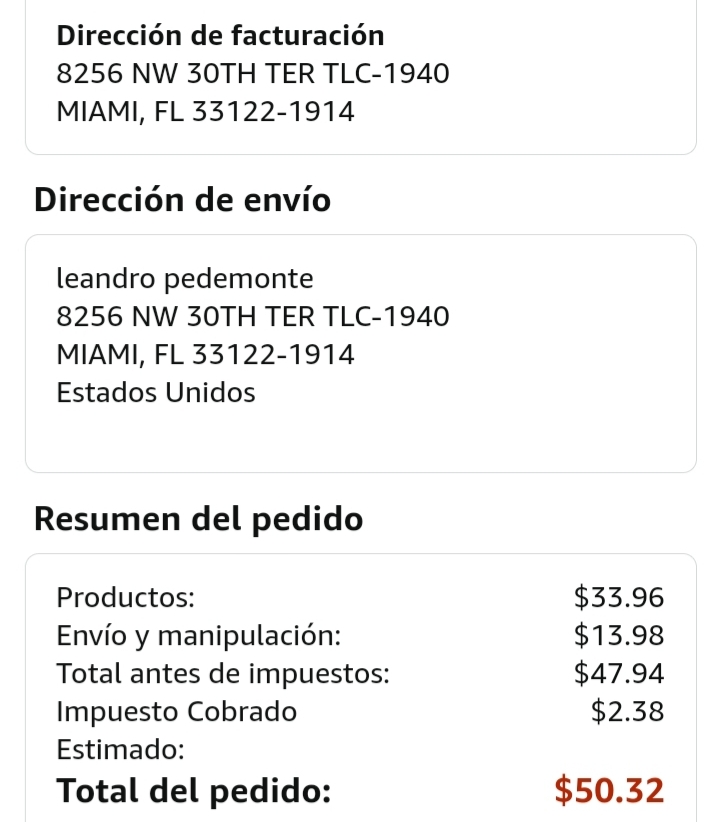 Dirección de facturación
8256 NW 30TH TER TLC-1940
MIAMI, FL 33122-1914
Dirección de envío
leandro pedemonte
8256 NW 30TH TER TLC-1940
MIAMI, FL 33122-1914
Estados Unidos
Resumen del pedido
Productos: $33.96
Envío y manipulación: $13.98
Total antes de impuestos: $47.94
Impuesto Cobrado $2.38
Estimado:
Total del pedido: $50.32